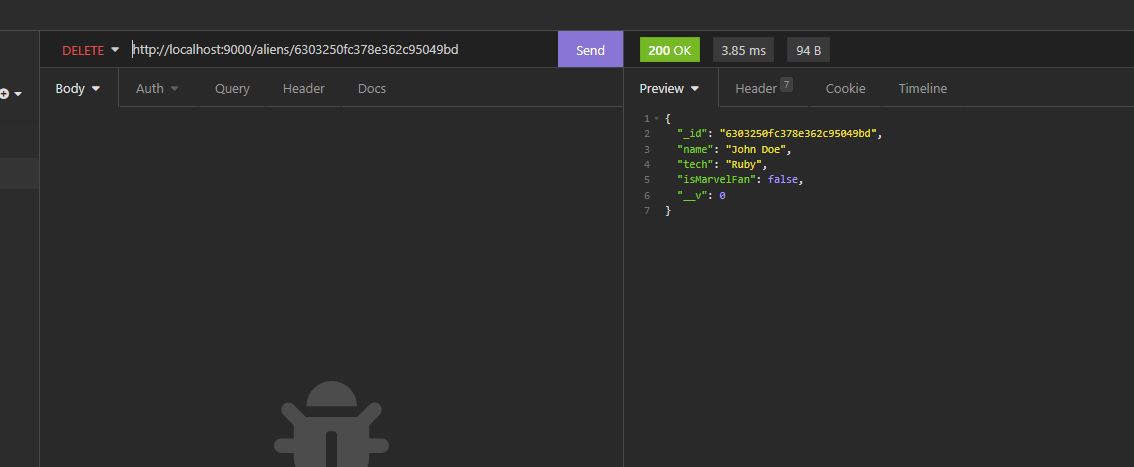 DELETE http://localhost:9000/aliens/6303250fc378e362c95049bd Send 200 OK 3.85 ms 94 B
Body Auth Query Header Docs Preview Header 7 Cookie Timeline
1 {
2 "_id": "6303250fc378e362c95049bd",
3 "name": "John Doe",
4 "tech": "Ruby",
5 "isMarvelFan": false,
6 "__v": 0
7 }